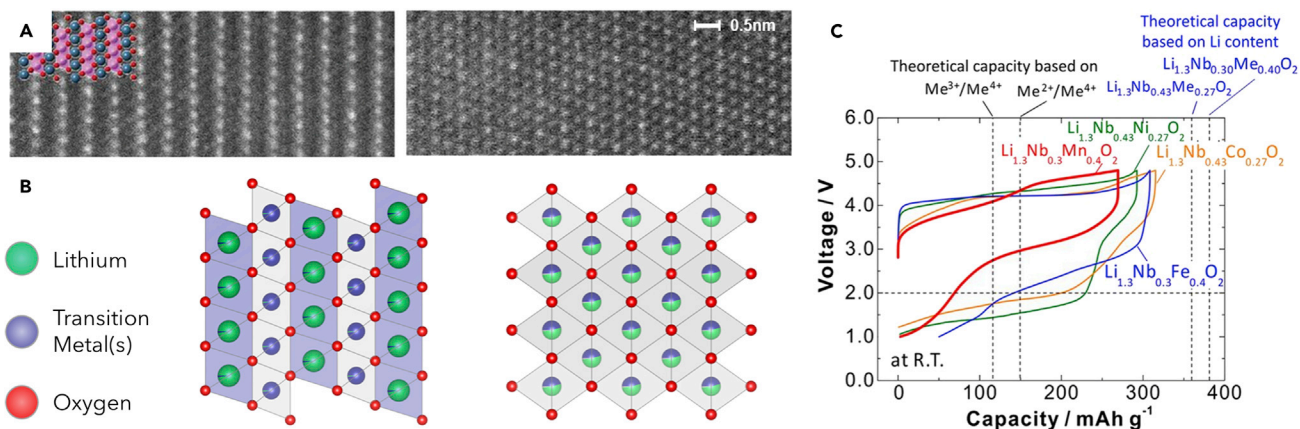 A
0.5nm
B
Lithium
Transition
Metal(s)
Oxygen
C
Theoretical capacity
based on Li content
Li1.3Nb0.30Me0.40O2
Theoretical capacity based on
Li1.3Nb0.43Me0.27O2
Me3+/Me4+
Me2+/Me4+
6.0
5.0
4.0
3.0
2.0
1.0
0.0
Voltage / V
Li1.3Nb0.43Ni0.27O2
Li1.3Nb0.3Mn0.4O2
Li1.3Nb0.43Co0.27O2
Li1.3Nb0.3Fe0.4O2
at R.T.
0
100
200
300
400
Capacity / mAh g-1